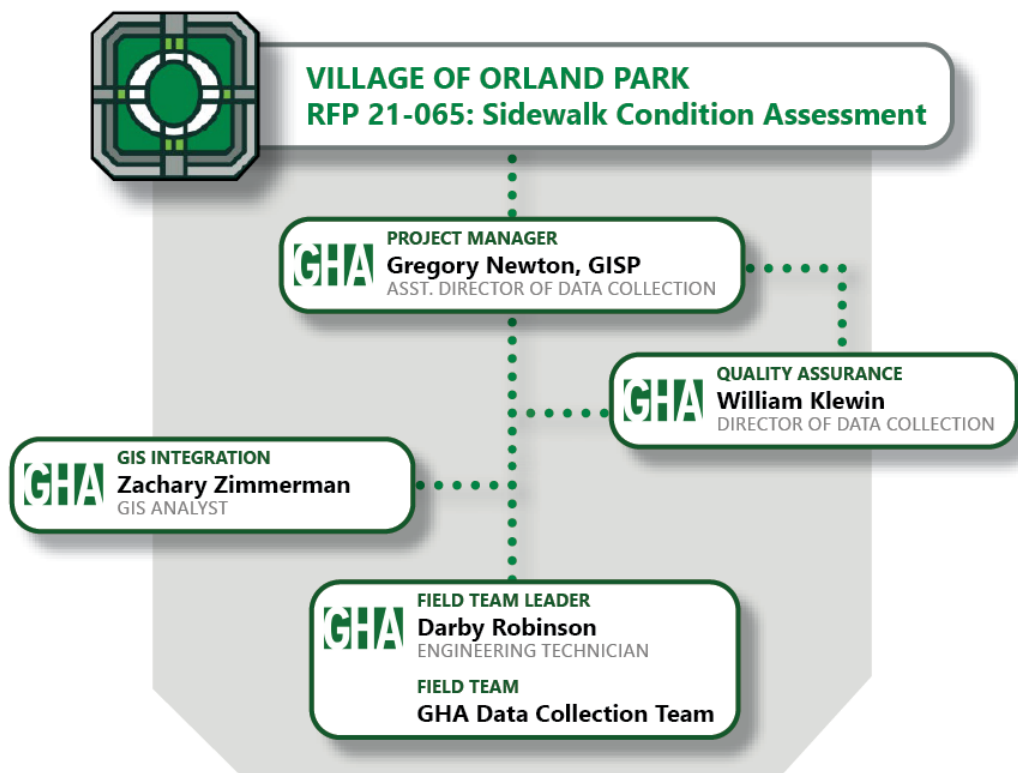 VILLAGE OF ORLAND PARK
RFP 21-065: Sidewalk Condition Assessment
GHA
PROJECT MANAGER
Gregory Newton, GISP
ASST. DIRECTOR OF DATA COLLECTION
GHA
QUALITY ASSURANCE
William Klewin
DIRECTOR OF DATA COLLECTION
GHA
GIS INTEGRATION
Zachary Zimmerman
GIS ANALYST
GHA
FIELD TEAM LEADER
Darby Robinson
ENGINEERING TECHNICIAN
FIELD TEAM
GHA Data Collection Team